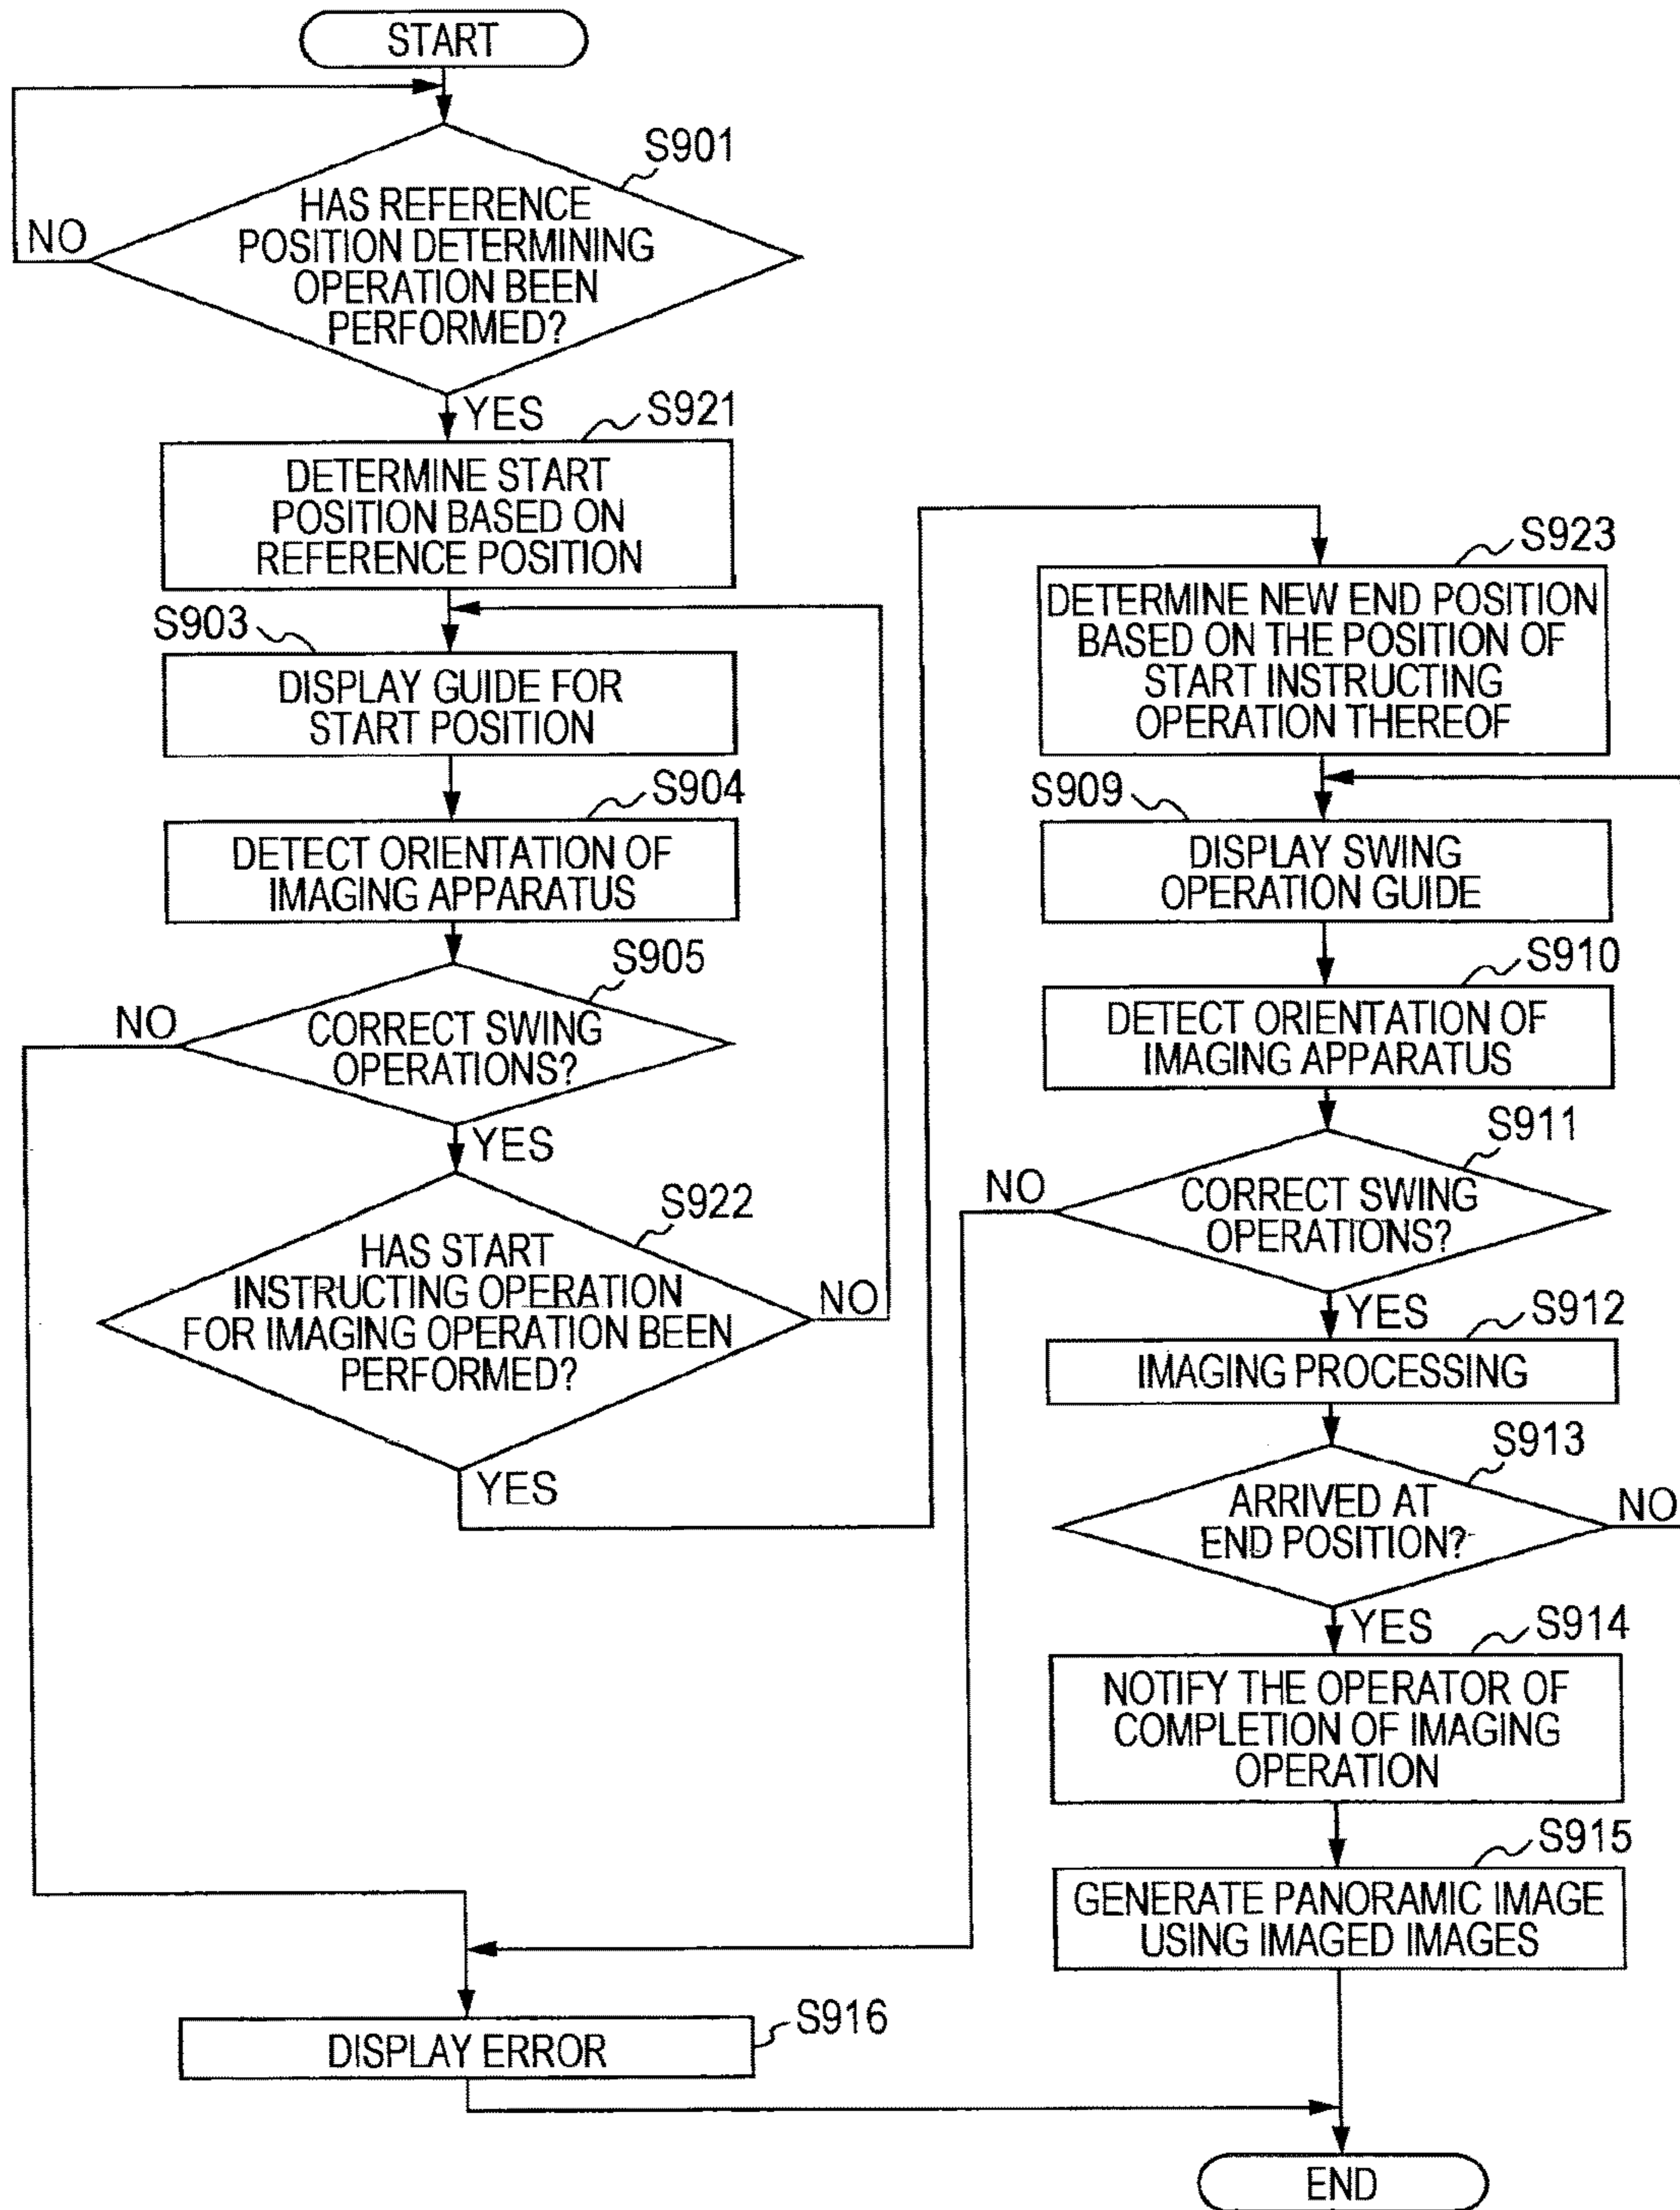 START
S901
HAS REFERENCE
POSITION DETERMINING
OPERATION BEEN
PERFORMED?
NO
YES
S921
DETERMINE START
POSITION BASED ON
REFERENCE POSITION
S903
DISPLAY GUIDE FOR
START POSITION
S904
DETECT ORIENTATION OF
IMAGING APPARATUS
S905
NO
CORRECT SWING
OPERATIONS?
YES
S922
HAS START
INSTRUCTING OPERATION
FOR IMAGING OPERATION BEEN
PERFORMED?
NO
YES
S923
DETERMINE NEW END POSITION
BASED ON THE POSITION OF
START INSTRUCTING
OPERATION THEREOF
S909
DISPLAY SWING
OPERATION GUIDE
S910
DETECT ORIENTATION OF
IMAGING APPARATUS
S911
NO
CORRECT SWING
OPERATIONS?
YES
S912
IMAGING PROCESSING
S913
ARRIVED AT
END POSITION?
NO
YES
S914
NOTIFY THE OPERATOR OF
COMPLETION OF IMAGING
OPERATION
S915
GENERATE PANORAMIC IMAGE
USING IMAGED IMAGES
S916
DISPLAY ERROR
END